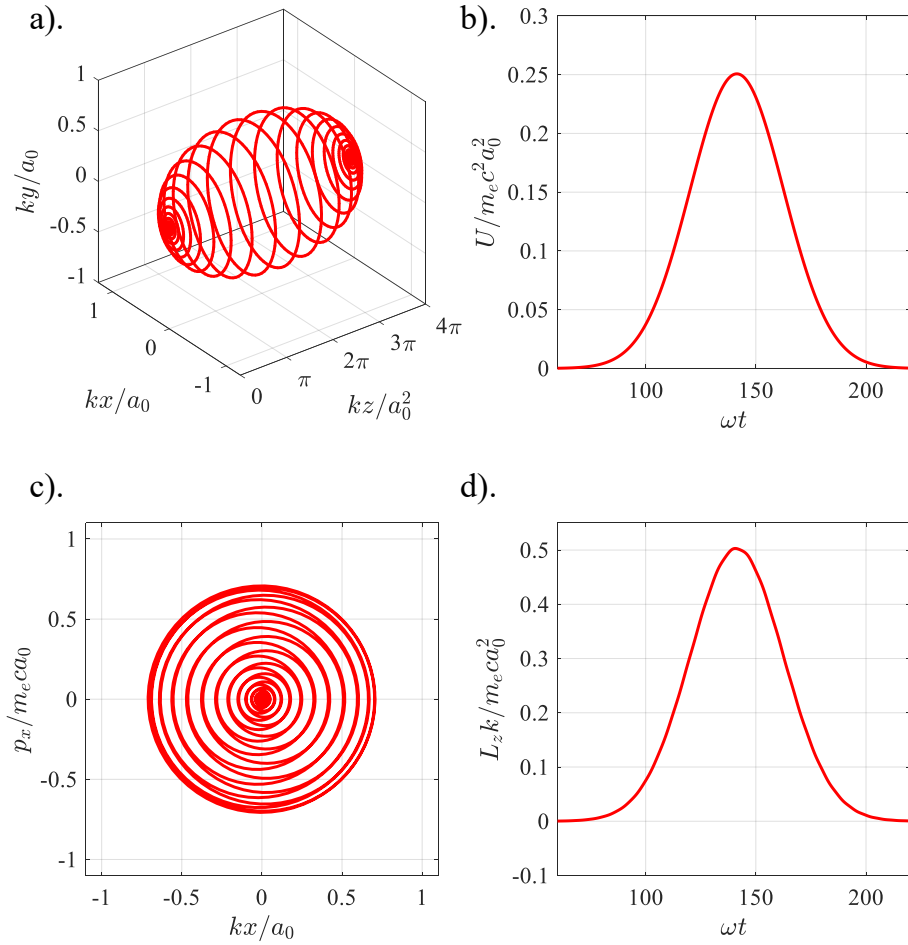 a).
1
0.5
0
-0.5
-1
ky/a₀
1
0
-1
kx/a₀
0
π
2π
3π
4π
kz/a₀²
b).
0.3
0.25
0.2
0.15
0.1
0.05
0
U/mₑc²a₀²
100
150
200
ωt
c).
1
0.5
0
-0.5
-1
pₓ/mₑca₀
-1
-0.5
0
0.5
1
kx/a₀
d).
0.5
0.4
0.3
0.2
0.1
0
-0.1
L_z k/mₑca₀²
100
150
200
ωt